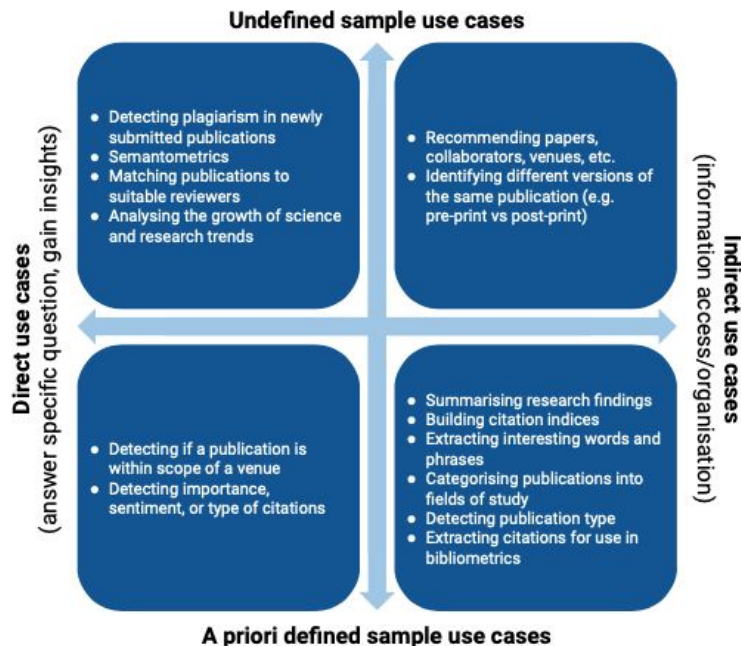 Undefined sample use cases
Direct use cases
(answer specific question, gain insights)
● Detecting plagiarism in newly
submitted publications
● Semantometrics
● Matching publications to
suitable reviewers
● Analysing the growth of science
and research trends
● Recommending papers,
collaborators, venues, etc.
● Identifying different versions of
the same publication (e.g.
pre-print vs post-print)
Indirect use cases
(information access/organisation)
● Detecting if a publication is
within scope of a venue
● Detecting importance,
sentiment, or type of citations
● Summarising research findings
● Building citation indices
● Extracting interesting words and
phrases
● Categorising publications into
fields of study
● Detecting publication type
● Extracting citations for use in
bibliometrics
A priori defined sample use cases